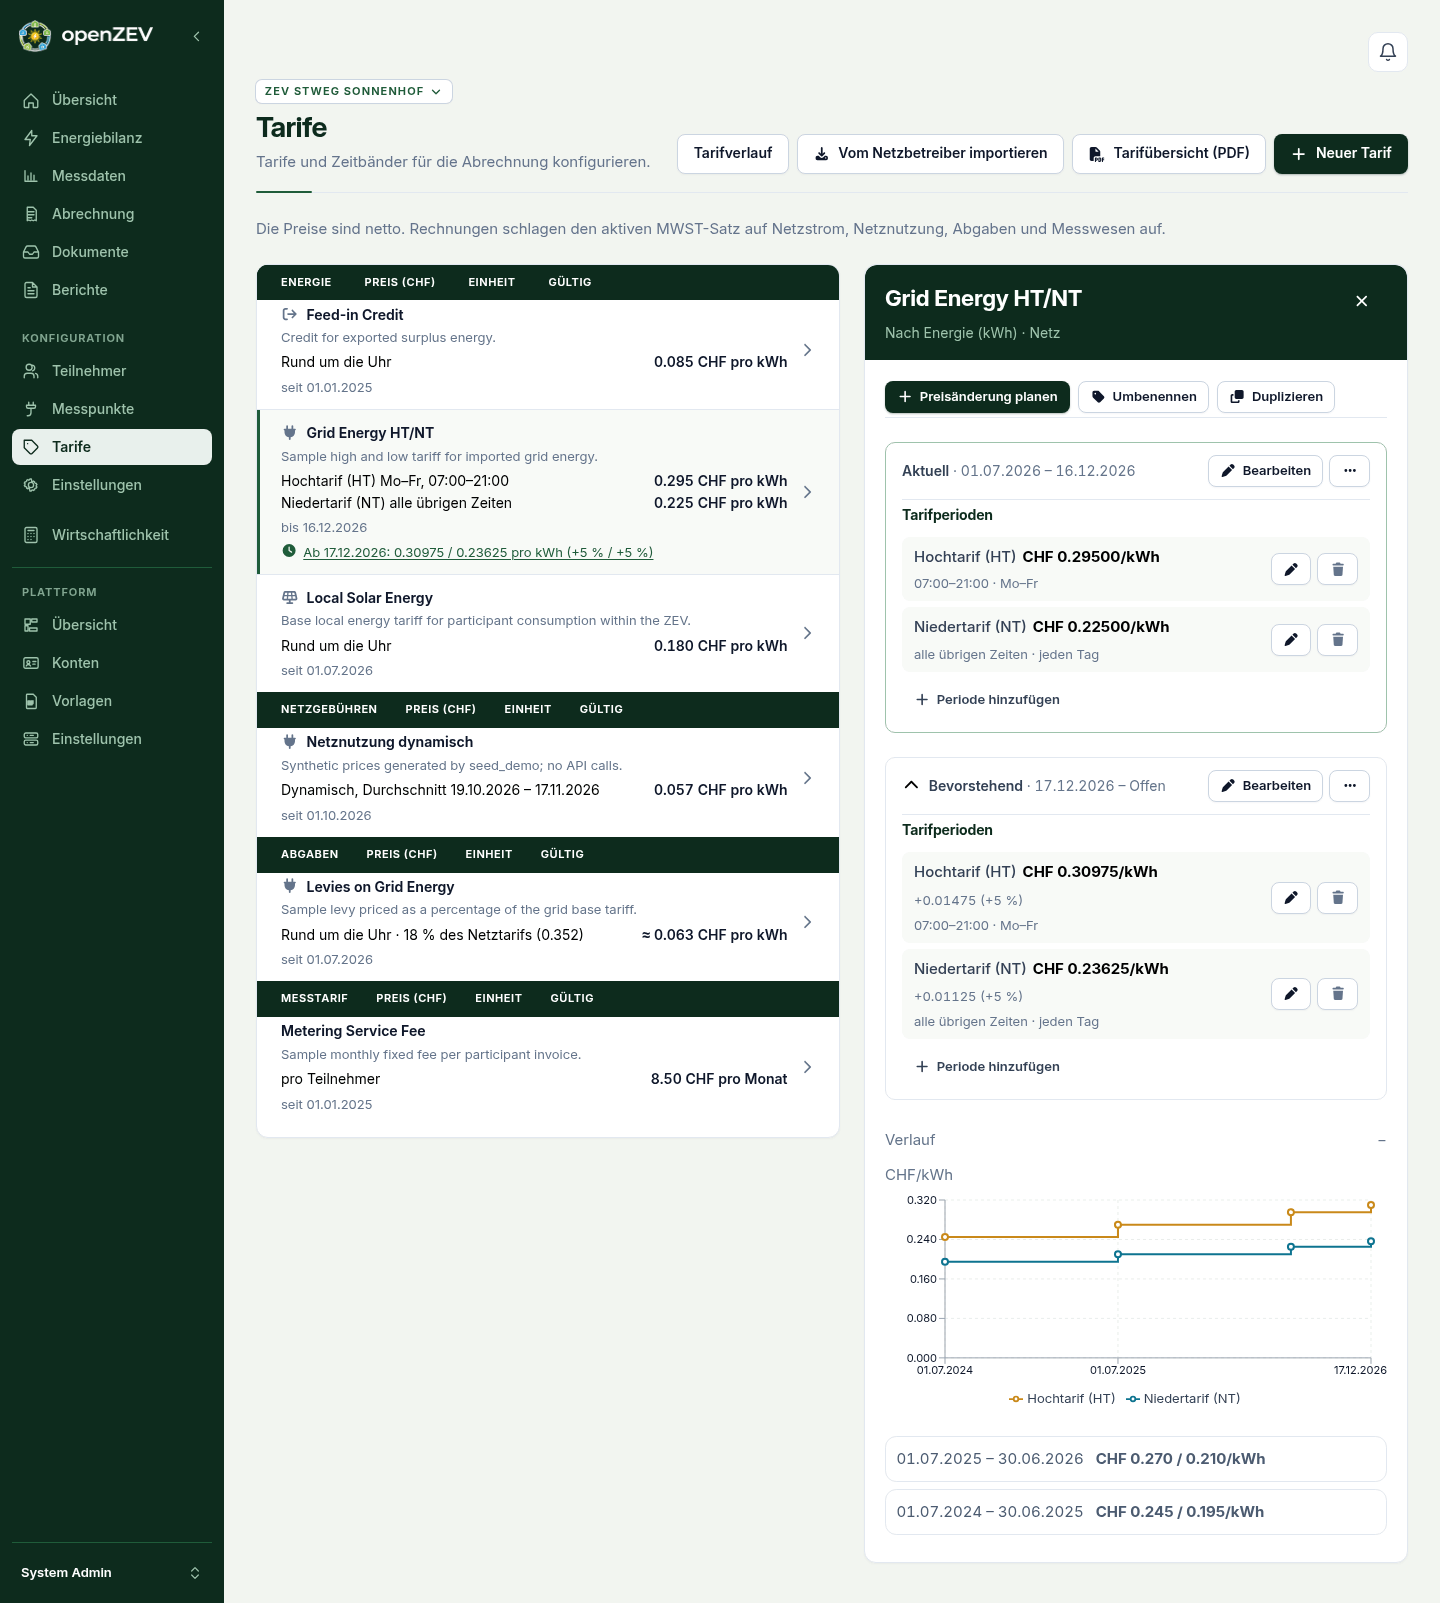 openZEV
Übersicht
Energiebilanz
Messdaten
Abrechnung
Dokumente
Berichte
KONFIGURATION
Teilnehmer
Messpunkte
Tarife
Einstellungen
Wirtschaftlichkeit
PLATTFORM
Übersicht
Konten
Vorlagen
Einstellungen
System Admin
ZEV STWEG SONNENHOF
Tarife
Tarife und Zeitbänder für die Abrechnung konfigurieren.
Tarifverlauf
Vom Netzbetreiber importieren
Tarifübersicht (PDF)
Neuer Tarif
Die Preise sind netto. Rechnungen schlagen den aktiven MWST-Satz auf Netzstrom, Netznutzung, Abgaben und Messwesen auf.
ENERGIE PREIS (CHF) EINHEIT GÜLTIG
Feed-in Credit
Credit for exported surplus energy.
Rund um die Uhr 0.085 CHF pro kWh
seit 01.01.2025
Grid Energy HT/NT
Sample high and low tariff for imported grid energy.
Hochtarif (HT) Mo–Fr, 07:00–21:00 0.295 CHF pro kWh
Niedertarif (NT) alle übrigen Zeiten 0.225 CHF pro kWh
bis 16.12.2026
Ab 17.12.2026: 0.30975 / 0.23625 pro kWh (+5 % / +5 %)
Local Solar Energy
Base local energy tariff for participant consumption within the ZEV.
Rund um die Uhr 0.180 CHF pro kWh
seit 01.07.2026
NETZGEBÜHREN PREIS (CHF) EINHEIT GÜLTIG
Netznutzung dynamisch
Synthetic prices generated by seed_demo; no API calls.
Dynamisch, Durchschnitt 19.10.2026 – 17.11.2026 0.057 CHF pro kWh
seit 01.10.2026
ABGABEN PREIS (CHF) EINHEIT GÜLTIG
Levies on Grid Energy
Sample levy priced as a percentage of the grid base tariff.
Rund um die Uhr · 18 % des Netztarifs (0.352) ≈ 0.063 CHF pro kWh
seit 01.07.2026
MESSTARIF PREIS (CHF) EINHEIT GÜLTIG
Metering Service Fee
Sample monthly fixed fee per participant invoice.
pro Teilnehmer 8.50 CHF pro Monat
seit 01.01.2025
Grid Energy HT/NT
Nach Energie (kWh) · Netz
Preisänderung planen
Umbenennen
Duplizieren
Aktuell · 01.07.2026 – 16.12.2026
Bearbeiten
Tarifperioden
Hochtarif (HT) CHF 0.29500/kWh
07:00–21:00 · Mo–Fr
Niedertarif (NT) CHF 0.22500/kWh
alle übrigen Zeiten · jeden Tag
Periode hinzufügen
Bevorstehend · 17.12.2026 – Offen
Bearbeiten
Tarifperioden
Hochtarif (HT) CHF 0.30975/kWh
+0.01475 (+5 %)
07:00–21:00 · Mo–Fr
Niedertarif (NT) CHF 0.23625/kWh
+0.01125 (+5 %)
alle übrigen Zeiten · jeden Tag
Periode hinzufügen
Verlauf –
CHF/kWh
0.320
0.240
0.160
0.080
0.000
01.07.2024 01.07.2025 17.12.2026
Hochtarif (HT) Niedertarif (NT)
01.07.2025 – 30.06.2026 CHF 0.270 / 0.210/kWh
01.07.2024 – 30.06.2025 CHF 0.245 / 0.195/kWh